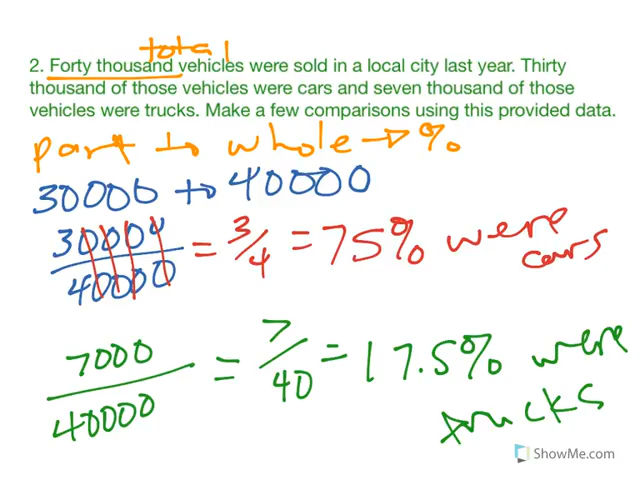 total
2. Forty thousand vehicles were sold in a local city last year. Thirty
thousand of those vehicles were cars and seven thousand of those
vehicles were trucks. Make a few comparisons using this provided data.
part to whole → %
30000 to 40000
30000/40000 = 3/4 = 75% were cars
7000/40000 = 7/40 = 17.5% were trucks
ShowMe.com